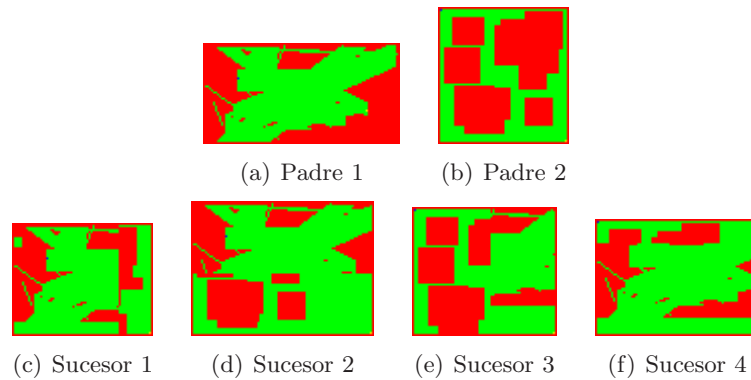 (a) Padre 1
(b) Padre 2
(c) Sucesor 1
(d) Sucesor 2
(e) Sucesor 3
(f) Sucesor 4